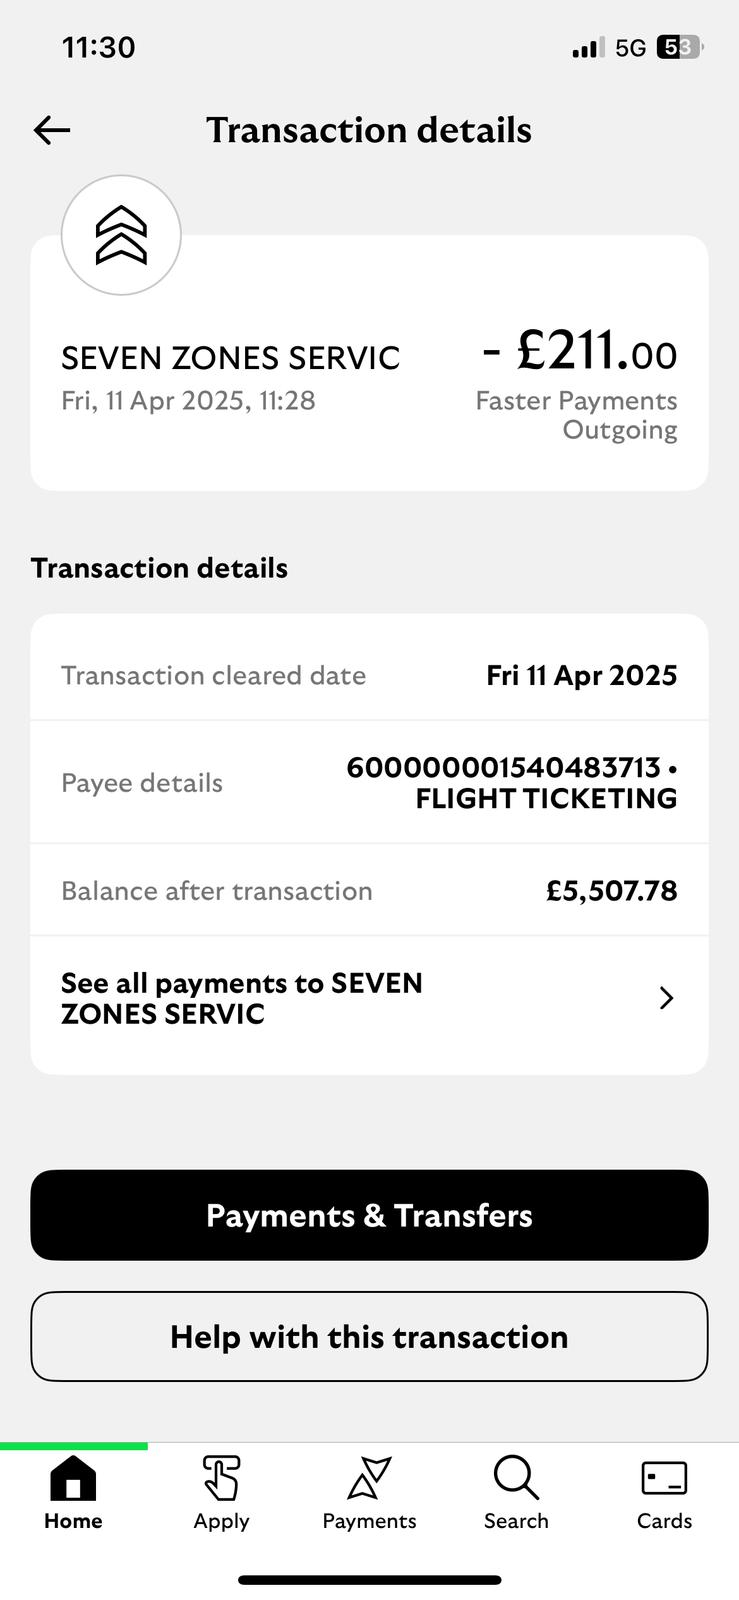 11:30
5G 53
Transaction details
SEVEN ZONES SERVIC
- £211.00
Fri, 11 Apr 2025, 11:28
Faster Payments
Outgoing
Transaction details
Transaction cleared date
Fri 11 Apr 2025
Payee details
600000001540483713 •
FLIGHT TICKETING
Balance after transaction
£5,507.78
See all payments to SEVEN
ZONES SERVIC
Payments & Transfers
Help with this transaction
Home
Apply
Payments
Search
Cards